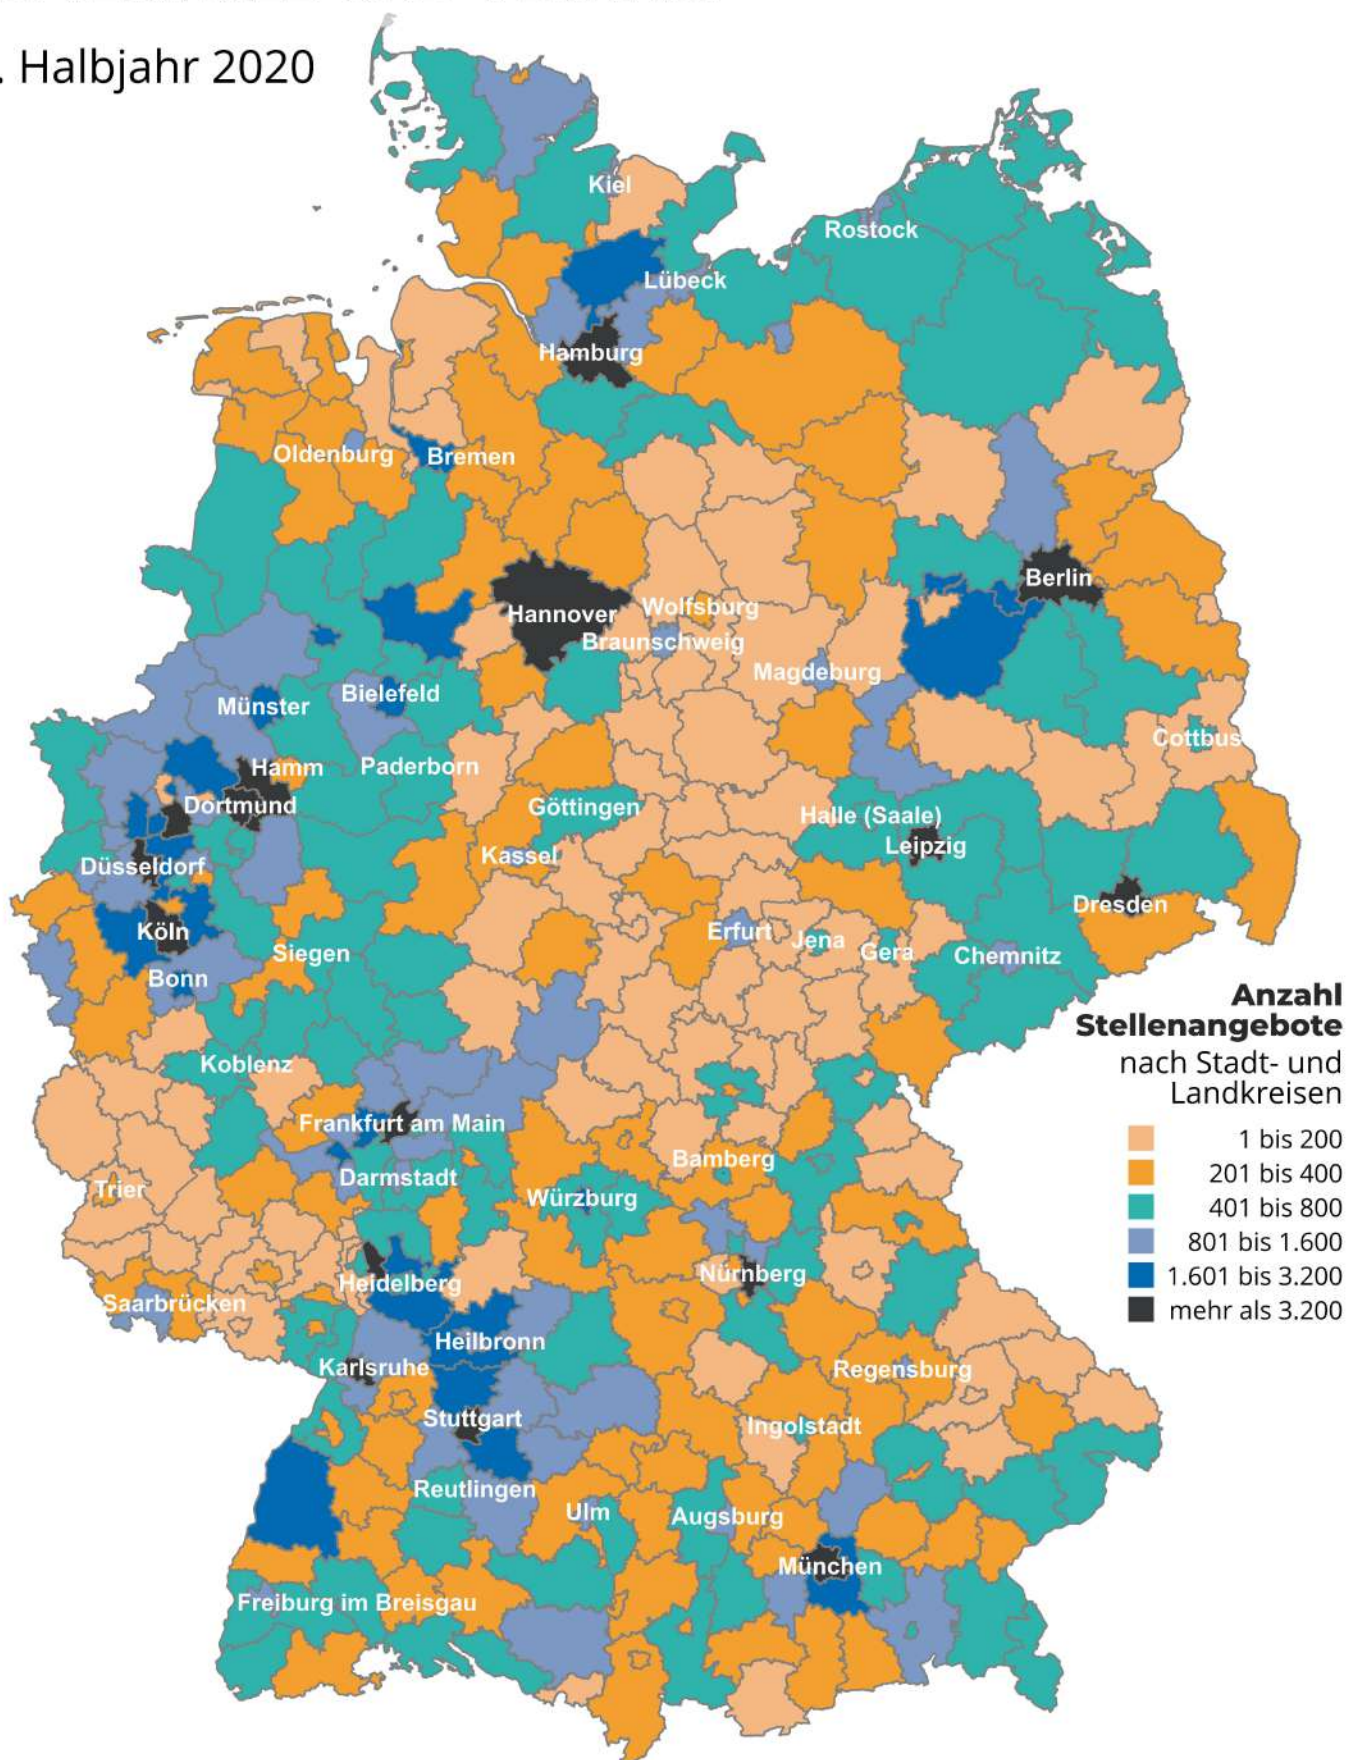 . Halbjahr 2020
Kiel
Rostock
Lübeck
Hamburg
Oldenburg
Bremen
Berlin
Hannover
Wolfsburg
Braunschweig
Magdeburg
Münster
Bielefeld
Cottbus
Hamm
Paderborn
Dortmund
Göttingen
Halle (Saale)
Leipzig
Düsseldorf
Kassel
Dresden
Köln
Erfurt
Jena
Gera
Siegen
Chemnitz
Bonn
Koblenz
Frankfurt am Main
Bamberg
Darmstadt
Trier
Würzburg
Nürnberg
Heidelberg
Saarbrücken
Heilbronn
Karlsruhe
Regensburg
Stuttgart
Ingolstadt
Reutlingen
Ulm
Augsburg
München
Freiburg im Breisgau
Anzahl
Stellenangebote
nach Stadt- und
Landkreisen
1 bis 200
201 bis 400
401 bis 800
801 bis 1.600
1.601 bis 3.200
mehr als 3.200